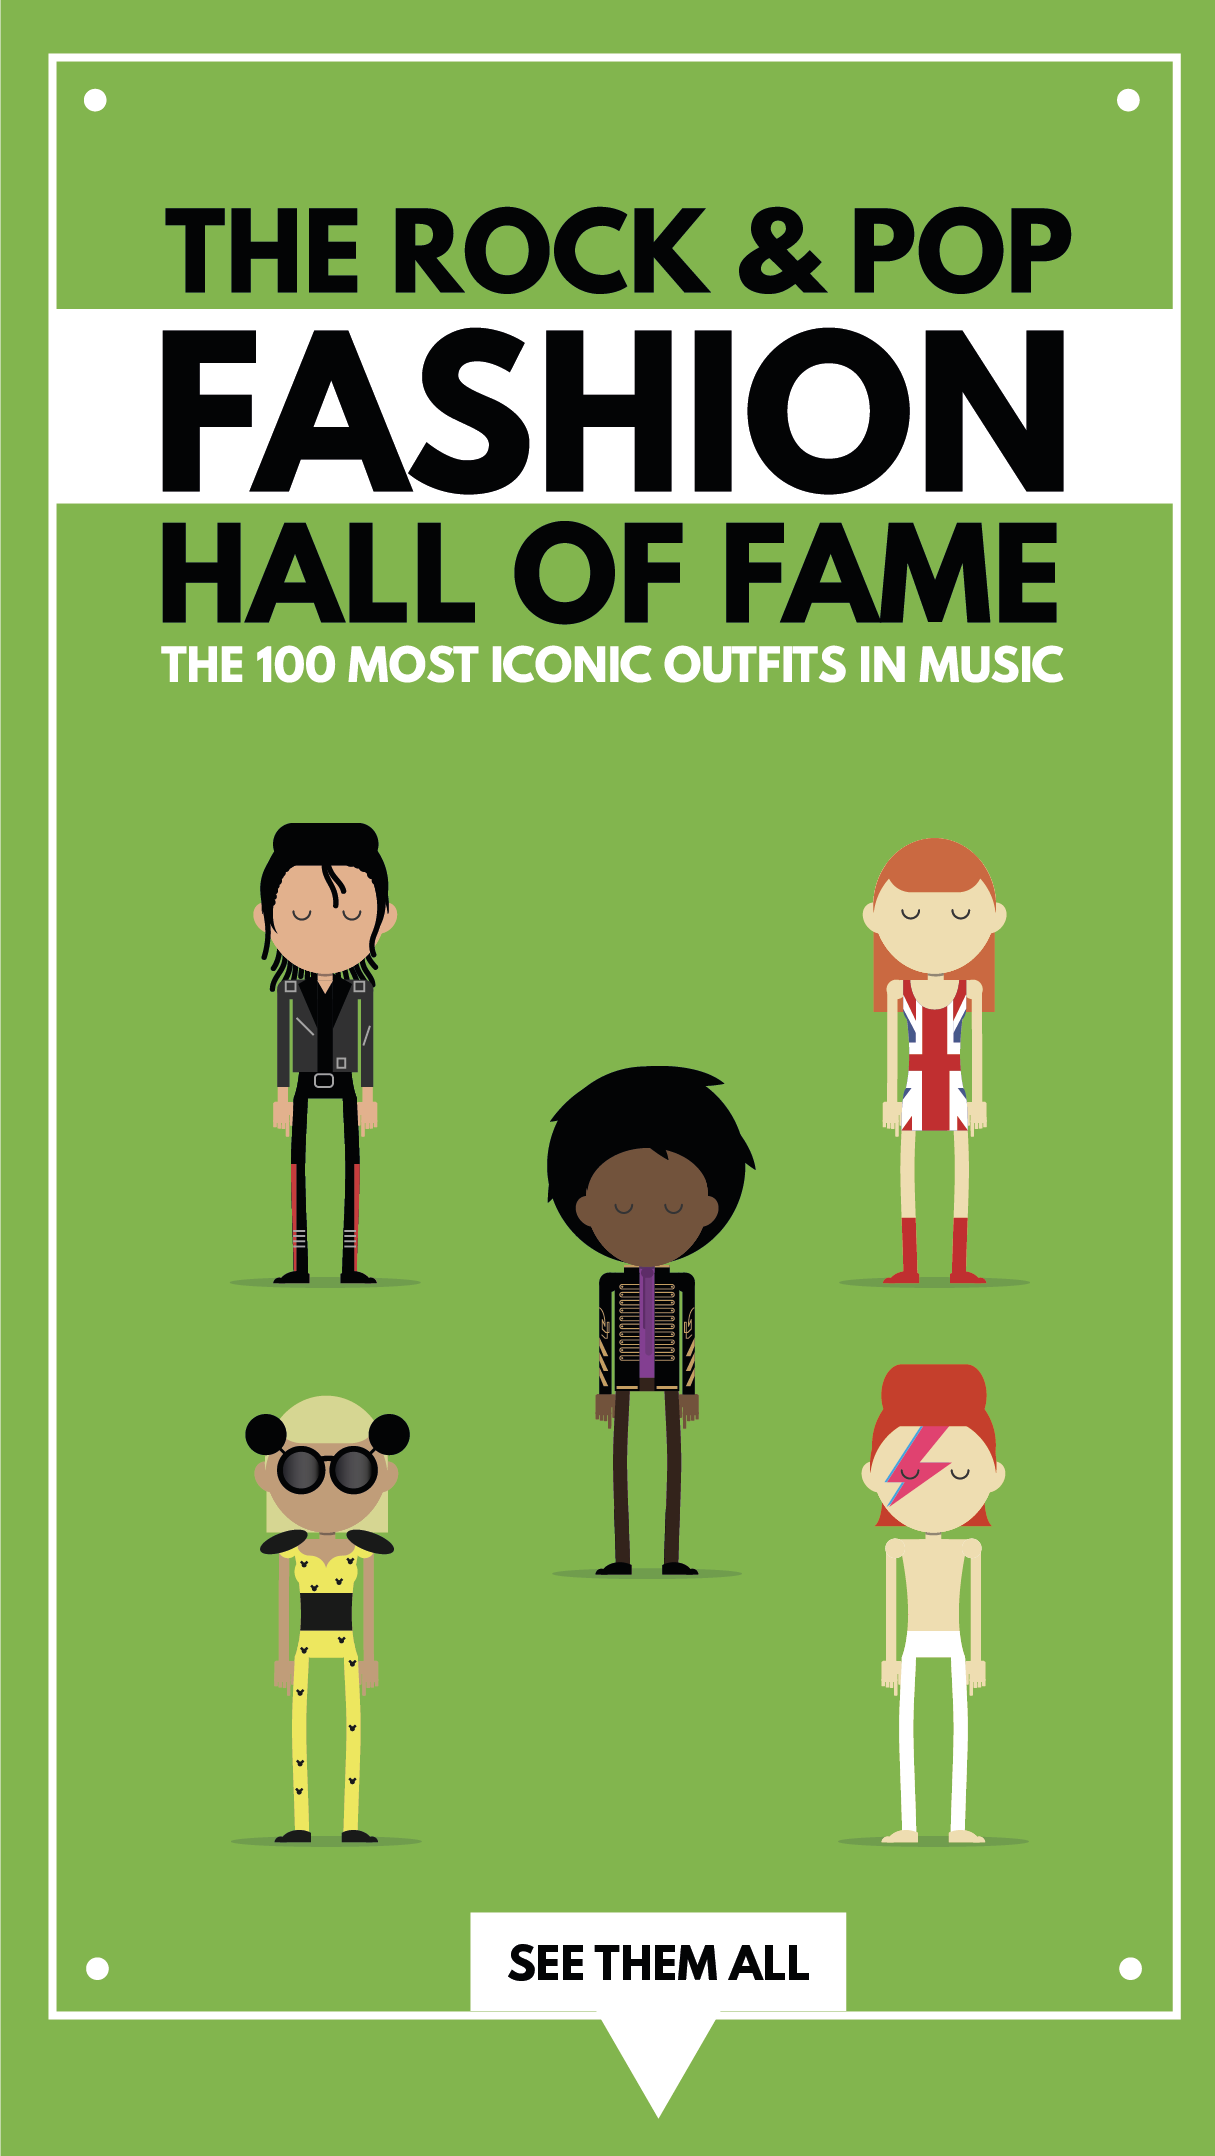 THE ROCK & POP
FASHION
HALL OF FAME
THE 100 MOST ICONIC OUTFITS IN MUSIC
SEE THEM ALL